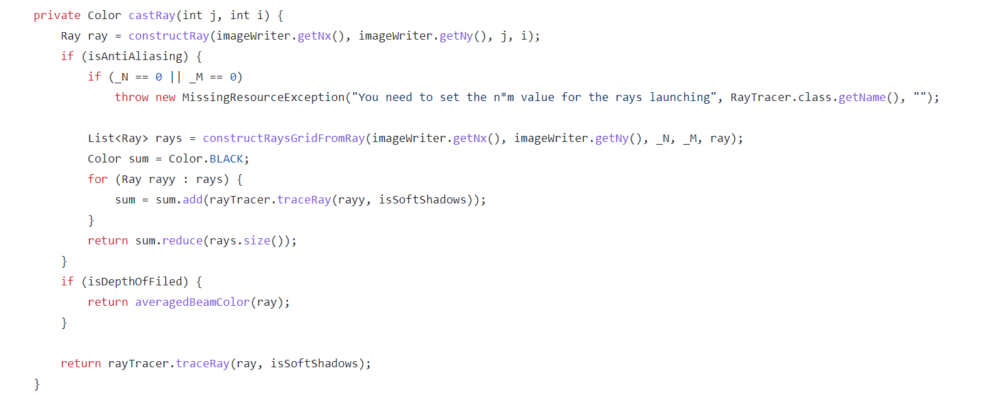 private Color castRay(int j, int i) {
    Ray ray = constructRay(imageWriter.getNx(), imageWriter.getNy(), j, i);
    if (isAntiAliasing) {
        if (_N == 0 || _M == 0)
            throw new MissingResourceException("You need to set the n*m value for the rays launching", RayTracer.class.getName(), "");

        List<Ray> rays = constructRaysGridFromRay(imageWriter.getNx(), imageWriter.getNy(), _N, _M, ray);
        Color sum = Color.BLACK;
        for (Ray rayy : rays) {
            sum = sum.add(rayTracer.traceRay(rayy, isSoftShadows));
        }
        return sum.reduce(rays.size());
    }
    if (isDepthOfFiled) {
        return averagedBeamColor(ray);
    }

    return rayTracer.traceRay(ray, isSoftShadows);
}